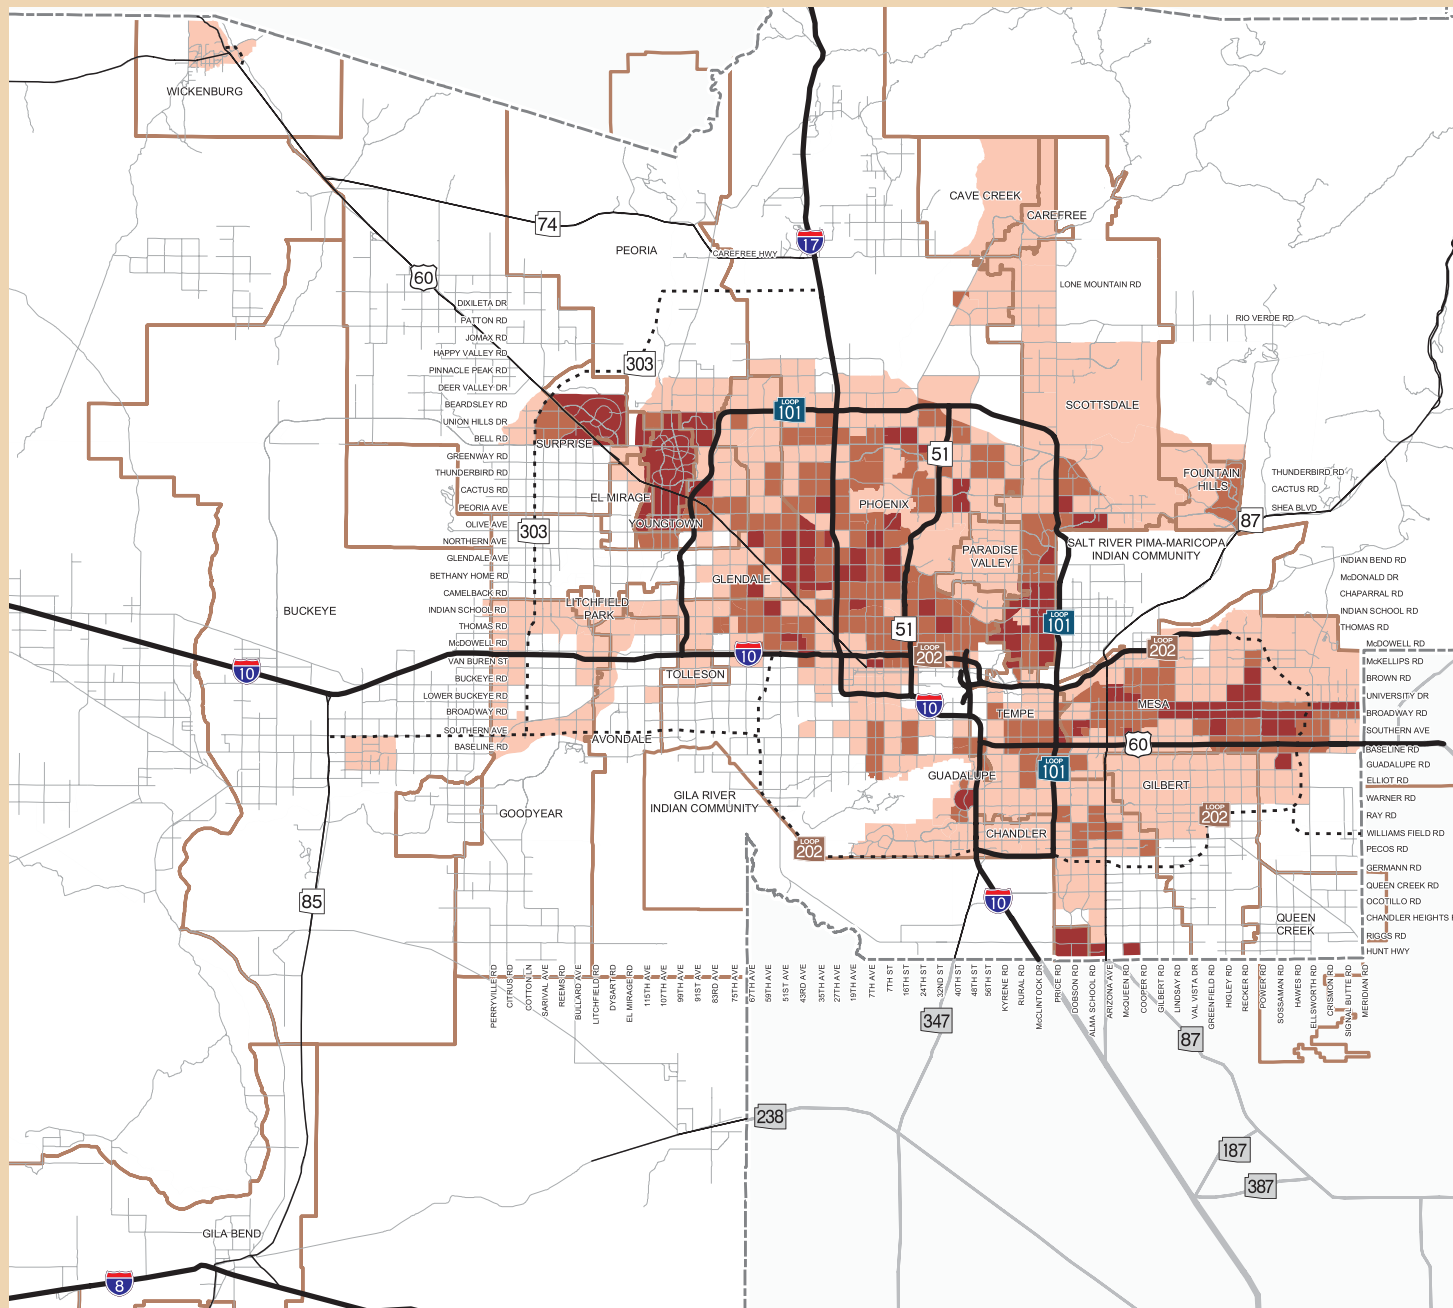 WICKENBURG
CAVE CREEK
CAREFREE
74
17
PEORIA
CAREFREE HWY
60
LONE MOUNTAIN RD
DIXILETA DR
PATTON RD
JOMAX RD
HAPPY VALLEY RD
PINNACLE PEAK RD
DEER VALLEY DR
BEARDSLEY RD
UNION HILLS DR
BELL RD
GREENWAY RD
THUNDERBIRD RD
CACTUS RD
PEORIA AVE
OLIVE AVE
NORTHERN AVE
GLENDALE AVE
BETHANY HOME RD
CAMELBACK RD
INDIAN SCHOOL RD
THOMAS RD
McDOWELL RD
VAN BUREN ST
BUCKEYE RD
LOWER BUCKEYE RD
BROADWAY RD
SOUTHERN AVE
BASELINE RD
RIO VERDE RD
303
LOOP
101
SCOTTSDALE
SURPRISE
51
FOUNTAIN
HILLS
THUNDERBIRD RD
CACTUS RD
SHEA BLVD
EL MIRAGE
PHOENIX
YOUNGTOWN
303
87
PARADISE
VALLEY
SALT RIVER PIMA-MARICOPA
INDIAN COMMUNITY
GLENDALE
BUCKEYE
LITCHFIELD
PARK
INDIAN BEND RD
McDONALD DR
CHAPARRAL RD
INDIAN SCHOOL RD
THOMAS RD
McDOWELL RD
McKELLIPS RD
BROWN RD
UNIVERSITY DR
BROADWAY RD
SOUTHERN AVE
BASELINE RD
GUADALUPE RD
ELLIOT RD
WARNER RD
RAY RD
WILLIAMS FIELD RD
PECOS RD
GERMANN RD
QUEEN CREEK RD
OCOTILLO RD
CHANDLER HEIGHTS
RIGGS RD
HUNT HWY
LOOP
101
51
LOOP
202
LOOP
202
10
10
TOLLESON
10
TEMPE
MESA
AVONDALE
60
GUADALUPE
LOOP
101
GILBERT
GILA RIVER
INDIAN COMMUNITY
GOODYEAR
LOOP
202
CHANDLER
LOOP
202
85
10
QUEEN
CREEK
PERRYVILLE RD
CITRUS RD
COTTON LN
SARIVAL AVE
REEMS RD
BULLARD AVE
LITCHFIELD RD
DYSART RD
EL MIRAGE RD
115TH AVE
107TH AVE
99TH AVE
91ST AVE
83RD AVE
75TH AVE
67TH AVE
59TH AVE
51ST AVE
43RD AVE
35TH AVE
27TH AVE
19TH AVE
7TH AVE
7TH ST
16TH ST
24TH ST
32ND ST
40TH ST
48TH ST
56TH ST
KYRENE RD
RURAL RD
McCLINTOCK RD
PRICE RD
DOBSON RD
ALMA SCHOOL RD
ARIZONA AVE
McQUEEN RD
COOPER RD
GILBERT RD
LINDSAY RD
VAL VISTA DR
GREENFIELD RD
HIGLEY RD
RECKER RD
POWER RD
SOSSAMAN RD
HAWES RD
ELLSWORTH RD
CRISMON RD
SIGNAL BUTTE RD
MERIDIAN RD
347
87
238
187
387
GILA BEND
8